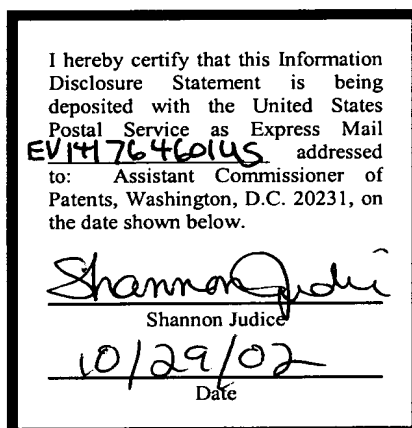 I hereby certify that this Information
Disclosure Statement is being
deposited with the United States
Postal Service as Express Mail
EV141764601US addressed
to: Assistant Commissioner of
Patents, Washington, D.C. 20231, on
the date shown below.
Shannon Judice
Shannon Judice
10/29/02
Date